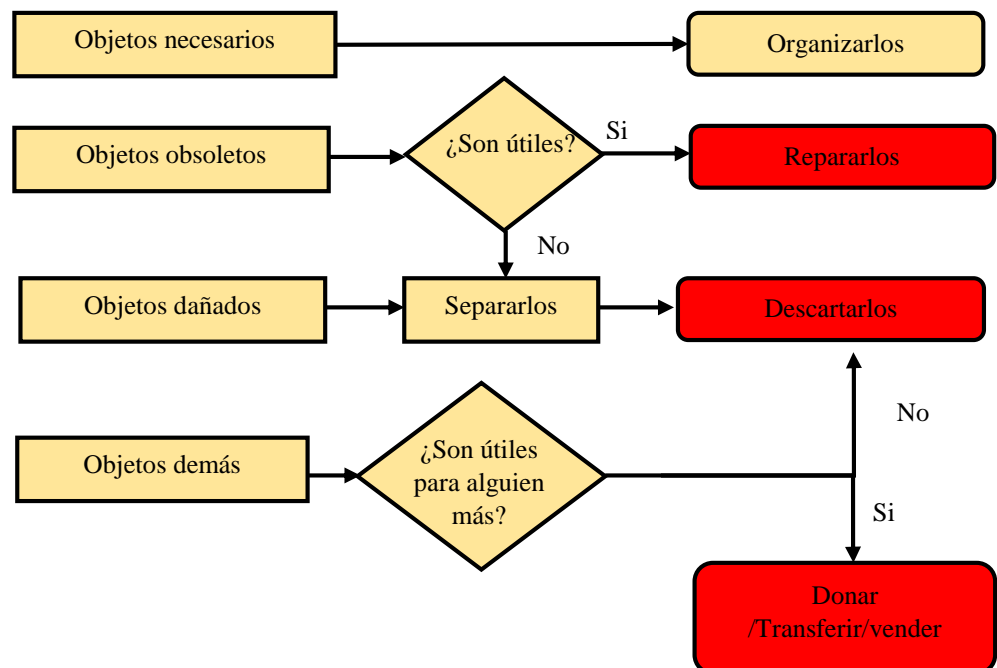 Objetos necesarios
Organizarlos
Objetos obsoletos
¿Son útiles?
Si
Repararlos
No
Objetos dañados
Separarlos
Descartarlos
Objetos demás
¿Son útiles
para alguien
más?
No
Si
Donar
/Transferir/vender